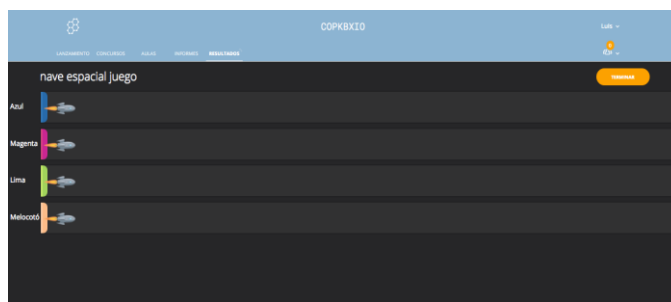 COPKBXIO
Luis
LANZAMIENTO CONCURSOS AULAS INFORMES RESULTADOS
nave espacial juego
TERMINAR
Azul
Magenta
Lima
Melocotó